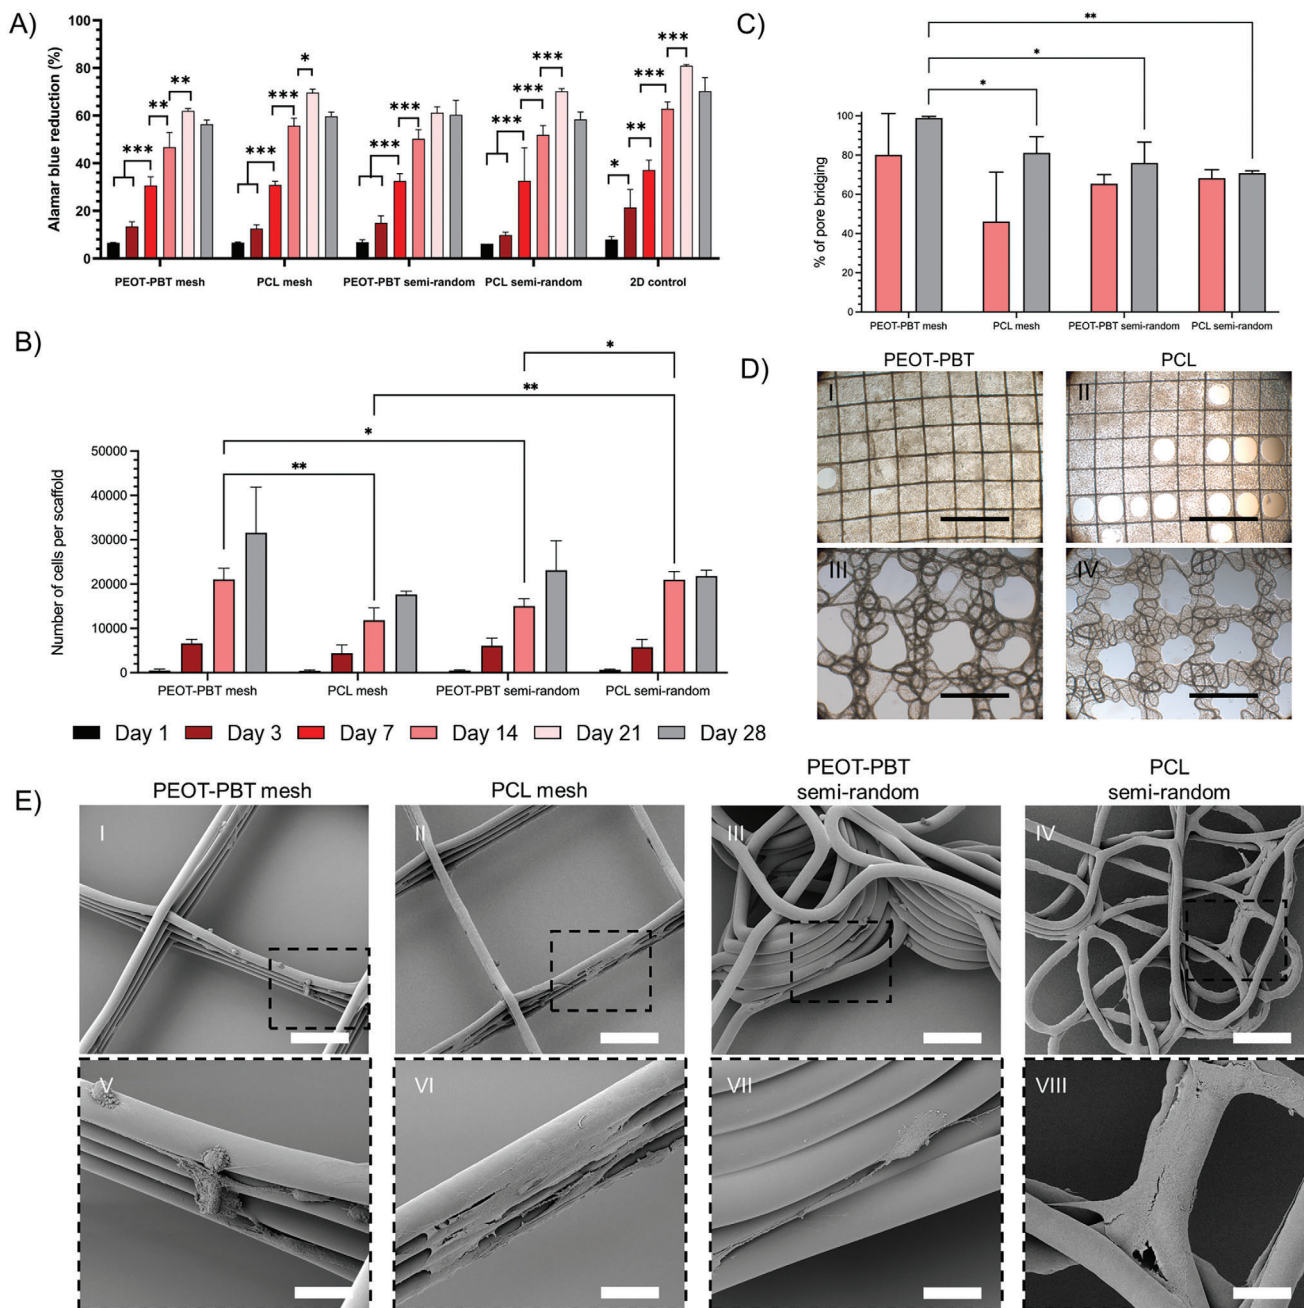 A)
Alamar blue reduction (%)
100
80
60
40
20
0
*** ** **
*** *** *
*** ***
*** *** ***
* ** *** ***
PEOT-PBT mesh PCL mesh PEOT-PBT semi-random PCL semi-random 2D control
C)
% of pore bridging
100
80
60
40
20
0
**
*
*
PEOT-PBT mesh PCL mesh PEOT-PBT semi-random PCL semi-random
B)
Number of cells per scaffold
50000
40000
30000
20000
10000
0
*
**
*
**
PEOT-PBT mesh PCL mesh PEOT-PBT semi-random PCL semi-random
Day 1 Day 3 Day 7 Day 14 Day 21 Day 28
D)
PEOT-PBT PCL
I II
III IV
E)
PEOT-PBT mesh PCL mesh PEOT-PBT semi-random PCL semi-random
I II III IV
V VI VII VIII